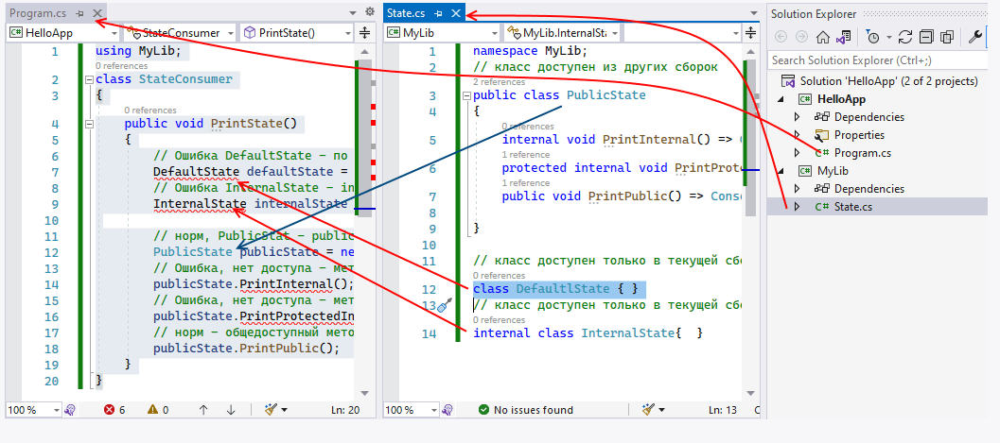 Program.cs
HelloApp
StateConsumer
PrintState()
1 using MyLib;
0 references
2 class StateConsumer
3 {
0 references
4 public void PrintState()
5 {
6 // Ошибка DefaultState – по
7 DefaultState defaultState =
8 // Ошибка InternalState – in
9 InternalState internalState
10
11 // норм, PublicStat – public
12 PublicState publicState = ne
13 // Ошибка, нет доступа – мет
14 publicState.PrintInternal();
15 // Ошибка, нет доступа – мет
16 publicState.PrintProtectedIn
17 // норм – общедоступный мето
18 publicState.PrintPublic();
19 }
20 }
100 %
6
0
Ln: 20
State.cs
MyLib
MyLib.InternalSta
1 namespace MyLib;
2 // класс доступен из других сборок
2 references
3 public class PublicState
4 {
0 references
5 internal void PrintInternal() => C
1 reference
6 protected internal void PrintProte
1 reference
7 public void PrintPublic() => Conso
8
9 }
10
11 // класс доступен только в текущей сбо
0 references
12 class DefaultlState { }
13 // класс доступен только в текущей сбо
0 references
14 internal class InternalState{ }
100 %
No issues found
Ln: 13
C
Solution Explorer
Search Solution Explorer (Ctrl+;)
Solution 'HelloApp' (2 of 2 projects)
C# HelloApp
Dependencies
Properties
C# Program.cs
C# MyLib
Dependencies
C# State.cs